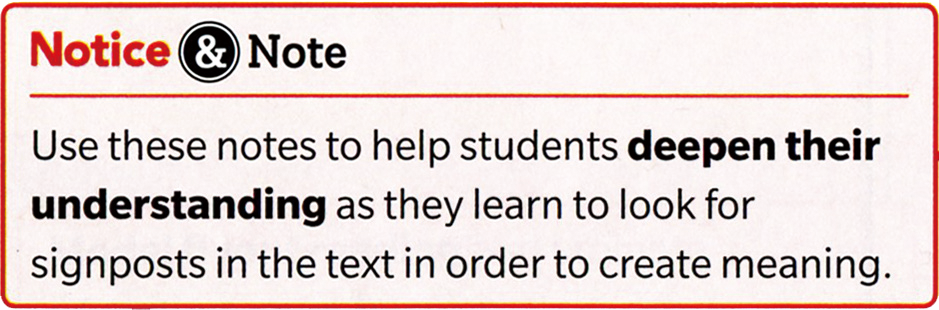 Notice & Note
Use these notes to help students deepen their
understanding as they learn to look for
signposts in the text in order to create meaning.